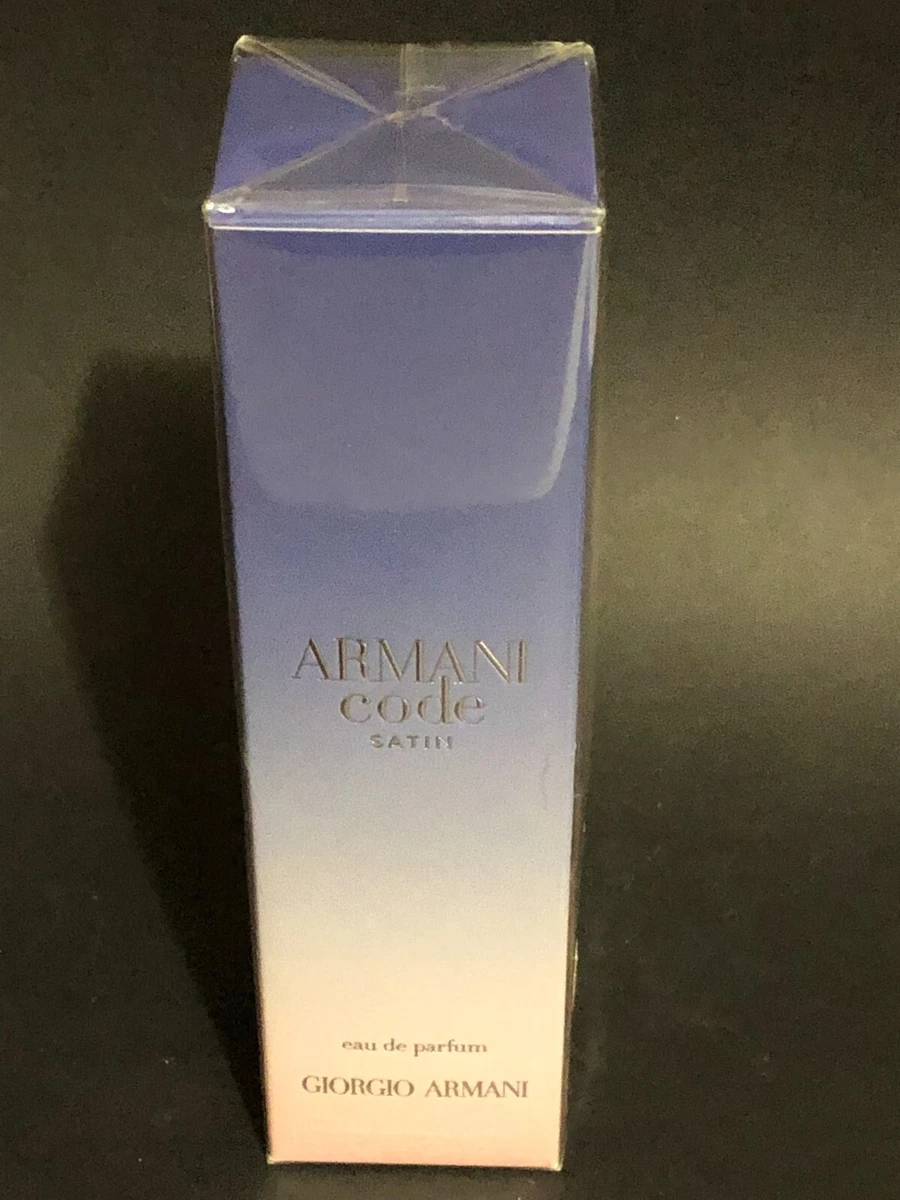 ARMANI
code
SATIN
eau de parfum
GIORGIO ARMANI